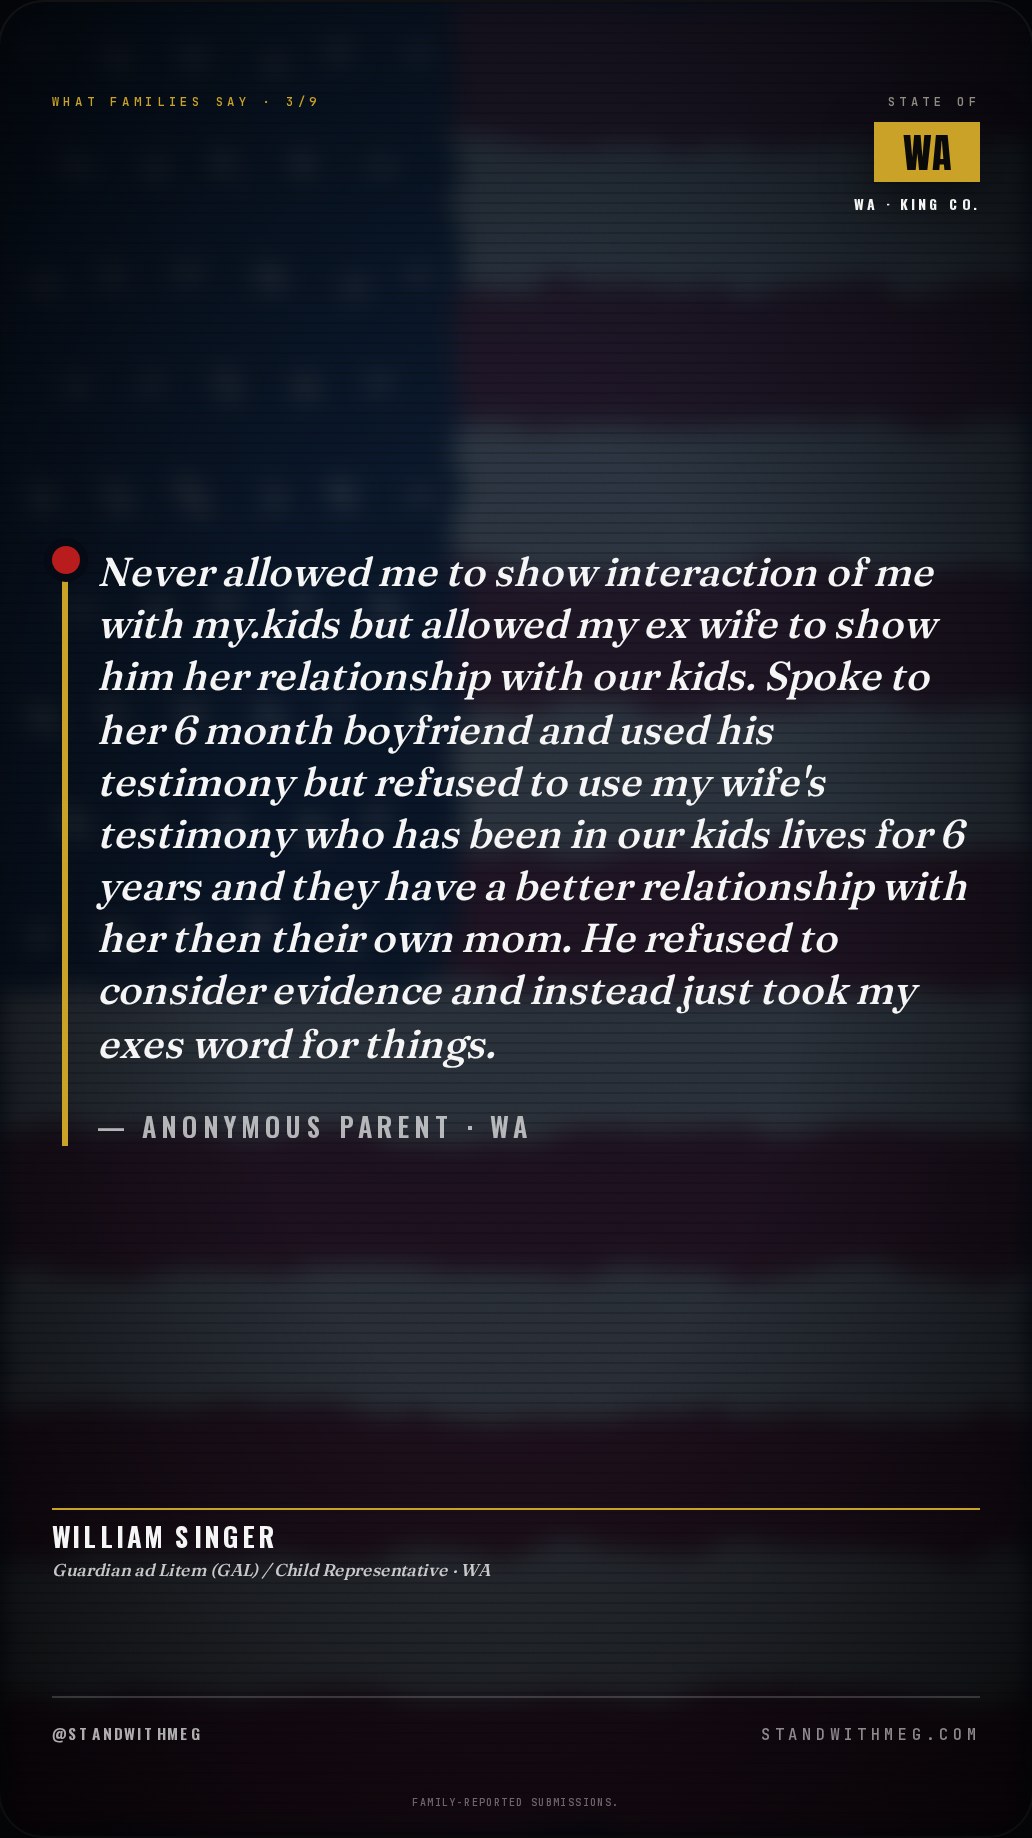 WHAT FAMILIES SAY · 3/9
STATE OF
WA
WA · KING CO.
Never allowed me to show interaction of me
with my.kids but allowed my ex wife to show
him her relationship with our kids. Spoke to
her 6 month boyfriend and used his
testimony but refused to use my wife's
testimony who has been in our kids lives for 6
years and they have a better relationship with
her then their own mom. He refused to
consider evidence and instead just took my
exes word for things.
— ANONYMOUS PARENT · WA
WILLIAM SINGER
Guardian ad Litem (GAL) / Child Representative · WA
@STANDWITHMEG
STANDWITHMEG.COM
FAMILY-REPORTED SUBMISSIONS.